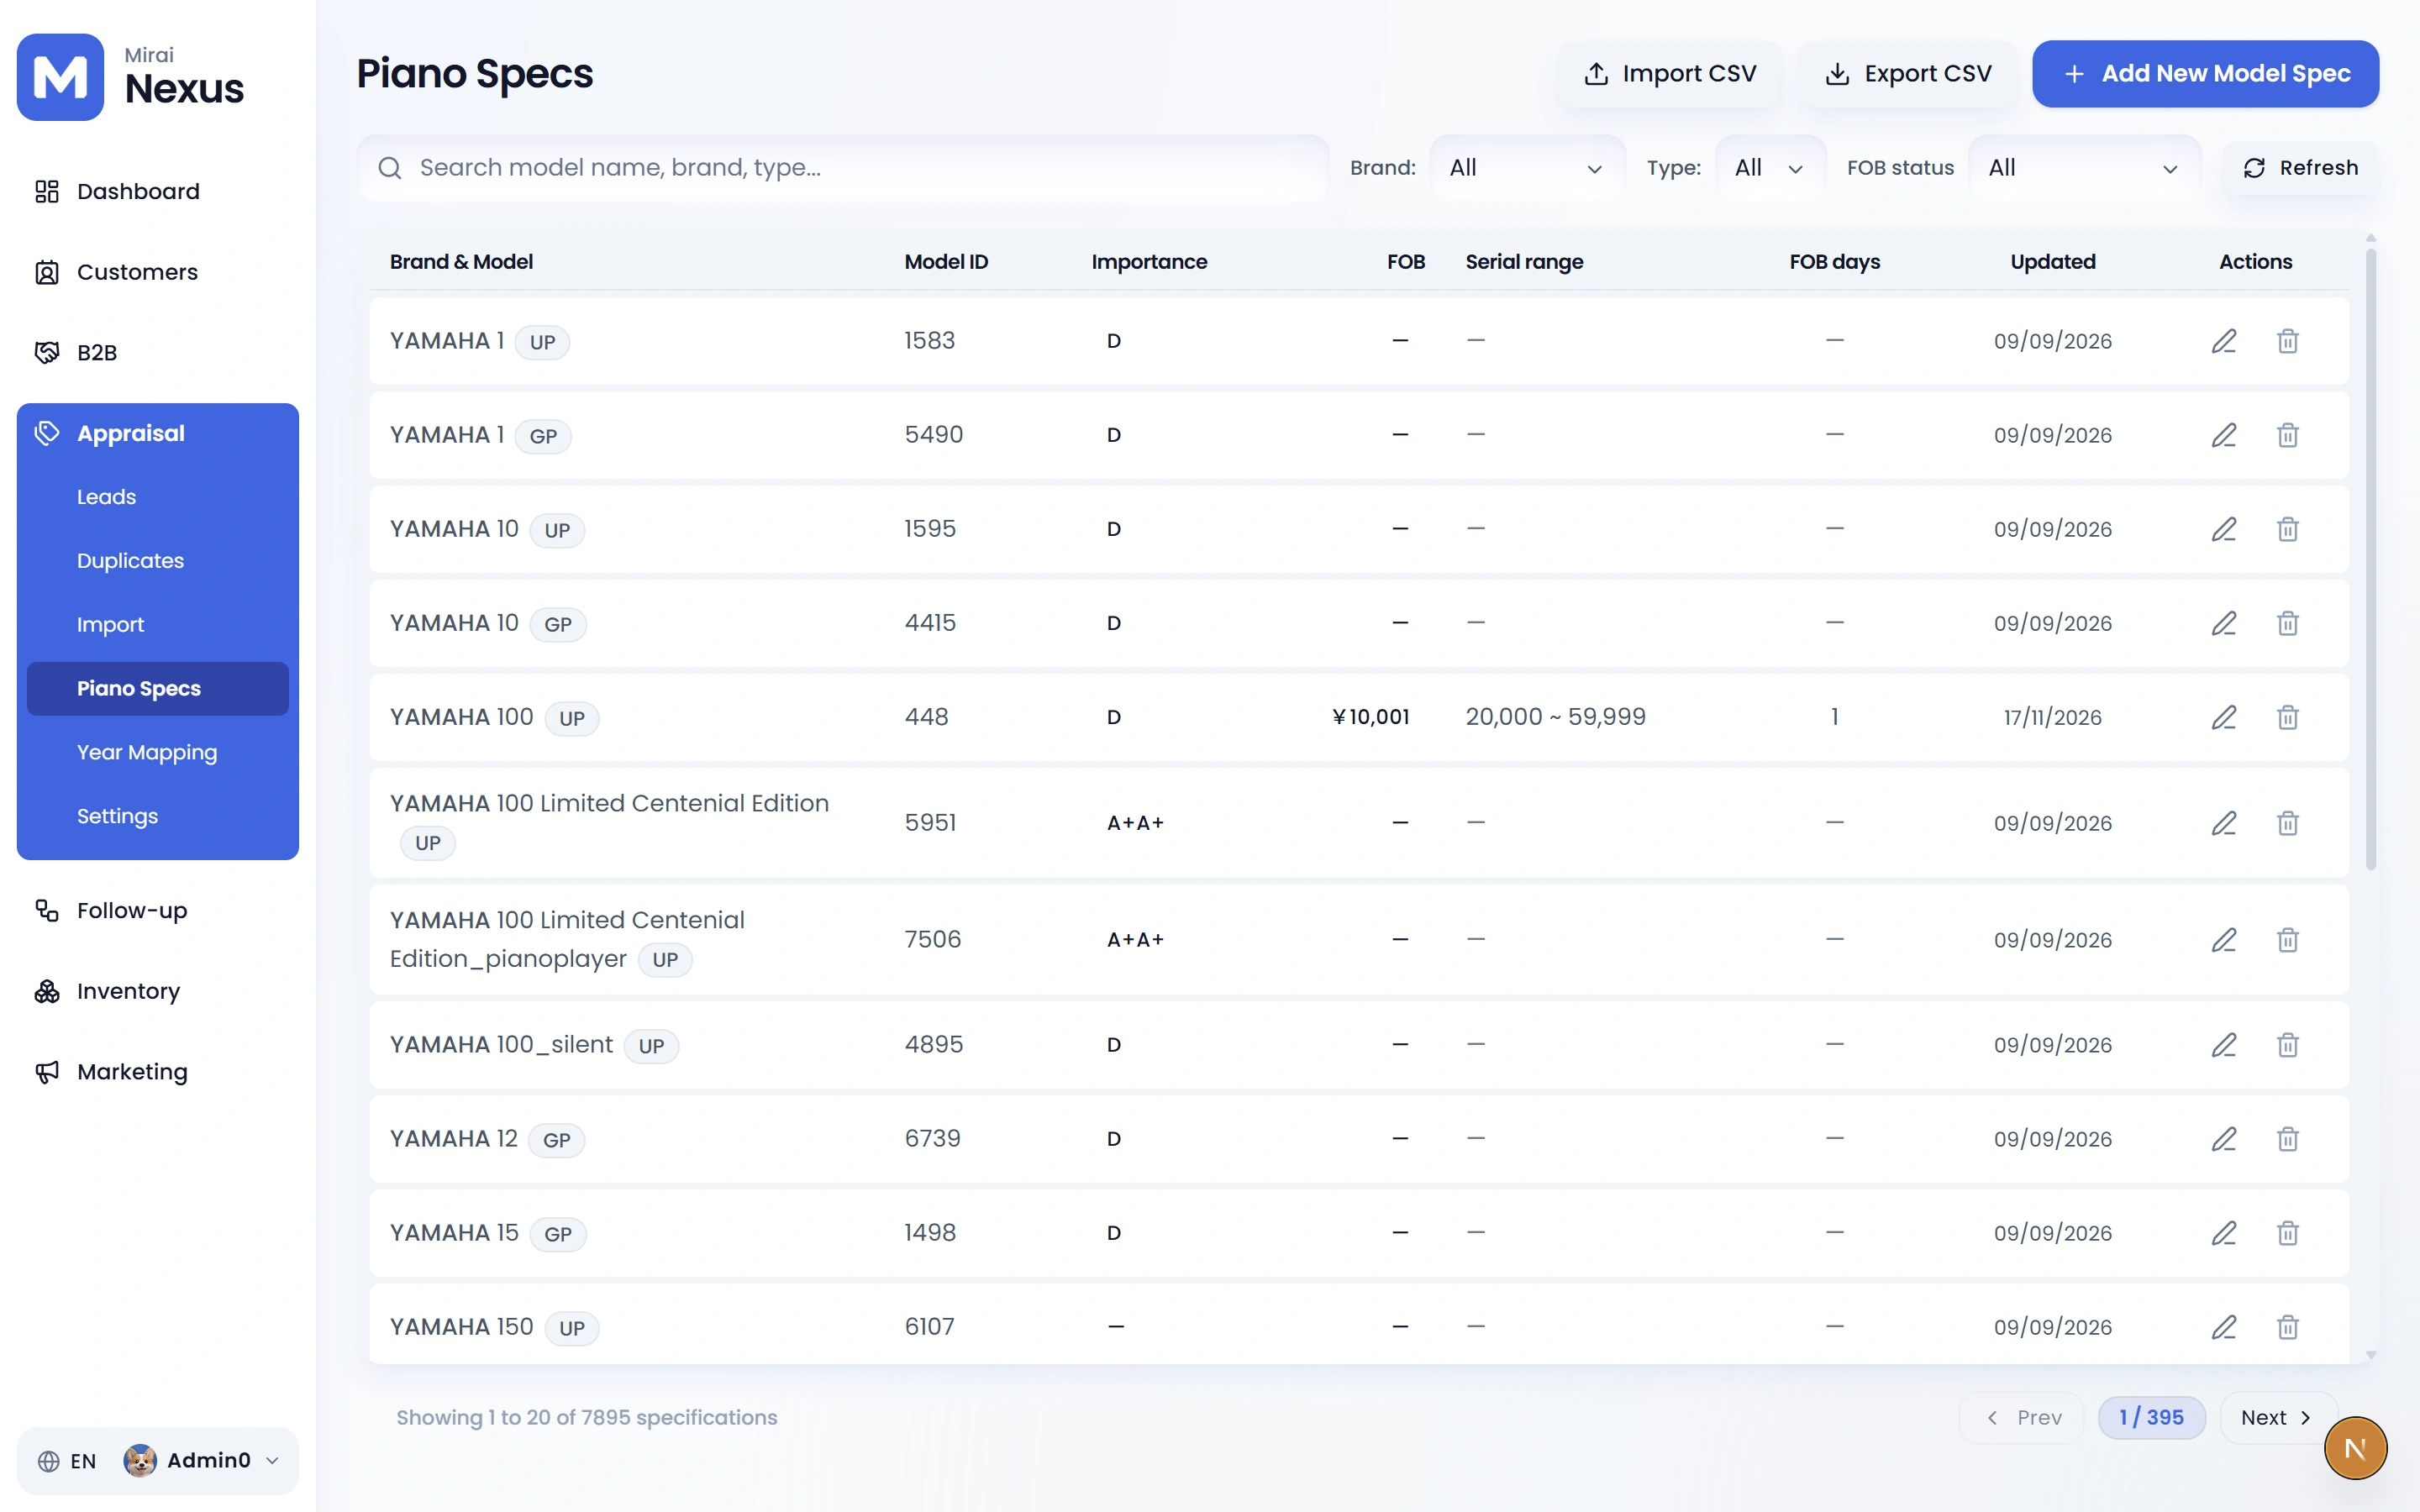 Mirai
Nexus
Dashboard
Customers
B2B
Appraisal
Leads
Duplicates
Import
Piano Specs
Year Mapping
Settings
Follow-up
Inventory
Marketing
EN Admin0
Piano Specs
Import CSV
Export CSV
+ Add New Model Spec
Search model name, brand, type...
Brand: All
Type: All
FOB status All
Refresh
Brand & Model Model ID Importance FOB Serial range FOB days Updated Actions
YAMAHA 1 UP 1583 D — — — 09/09/2026
YAMAHA 1 GP 5490 D — — — 09/09/2026
YAMAHA 10 UP 1595 D — — — 09/09/2026
YAMAHA 10 GP 4415 D — — — 09/09/2026
YAMAHA 100 UP 448 D ¥10,001 20,000 ~ 59,999 1 17/11/2026
YAMAHA 100 Limited Centenial Edition
UP 5951 A+A+ — — — 09/09/2026
YAMAHA 100 Limited Centenial
Edition_pianoplayer UP 7506 A+A+ — — — 09/09/2026
YAMAHA 100_silent UP 4895 D — — — 09/09/2026
YAMAHA 12 GP 6739 D — — — 09/09/2026
YAMAHA 15 GP 1498 D — — — 09/09/2026
YAMAHA 150 UP 6107 — — — — 09/09/2026
Showing 1 to 20 of 7895 specifications
Prev 1 / 395 Next
N